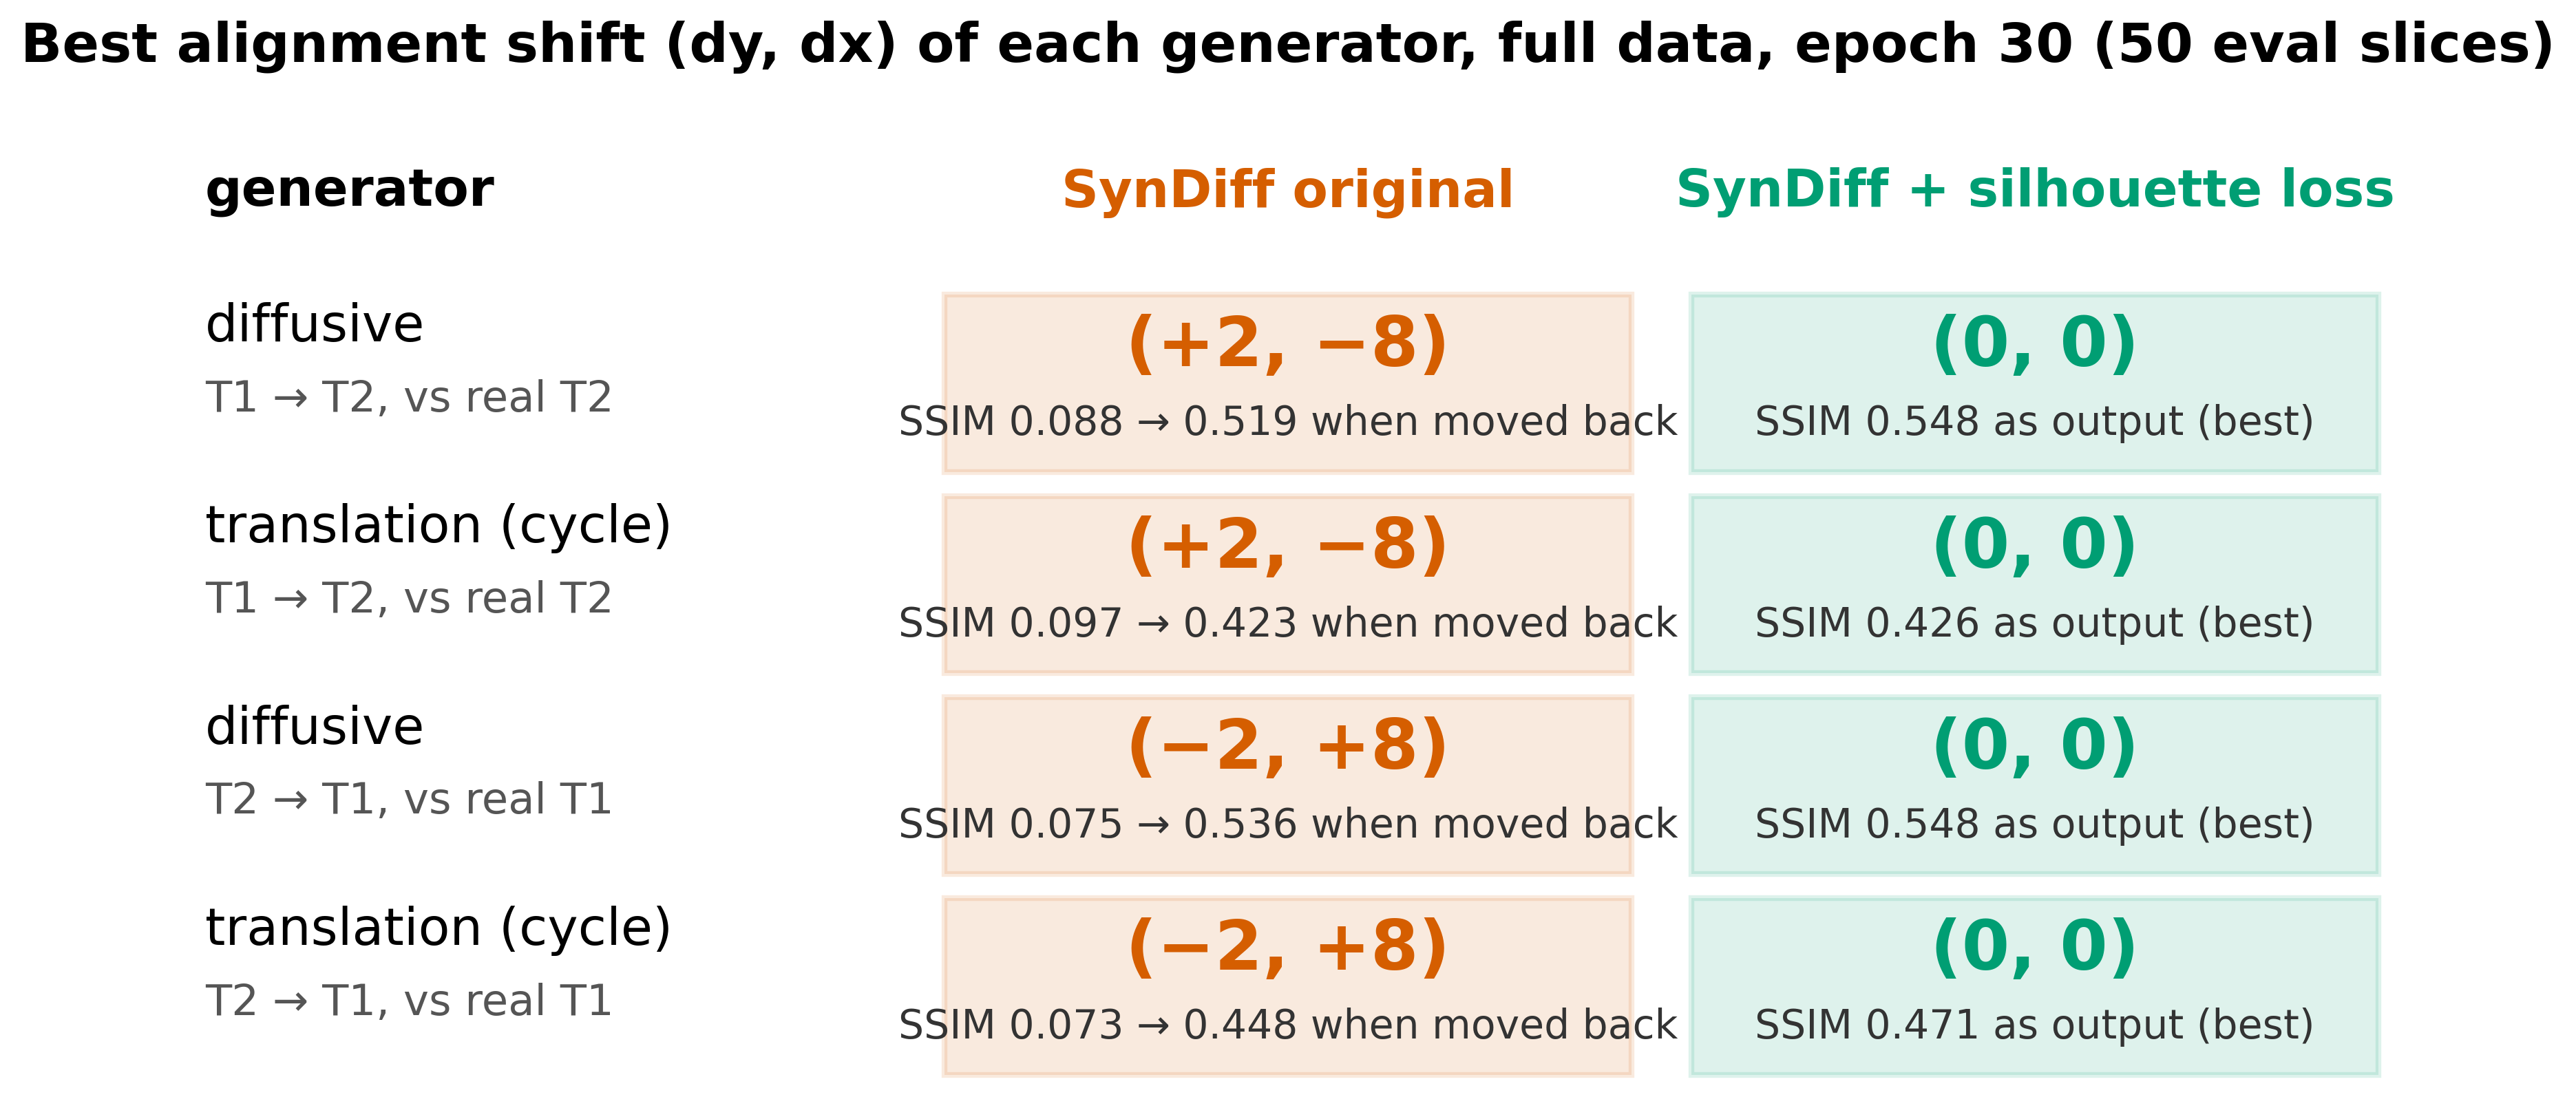 Best alignment shift (dy, dx) of each generator, full data, epoch 30 (50 eval slices)
generator
SynDiff original
SynDiff + silhouette loss
diffusive
T1 → T2, vs real T2
(+2, −8)
SSIM 0.088 → 0.519 when moved back
(0, 0)
SSIM 0.548 as output (best)
translation (cycle)
T1 → T2, vs real T2
(+2, −8)
SSIM 0.097 → 0.423 when moved back
(0, 0)
SSIM 0.426 as output (best)
diffusive
T2 → T1, vs real T1
(−2, +8)
SSIM 0.075 → 0.536 when moved back
(0, 0)
SSIM 0.548 as output (best)
translation (cycle)
T2 → T1, vs real T1
(−2, +8)
SSIM 0.073 → 0.448 when moved back
(0, 0)
SSIM 0.471 as output (best)